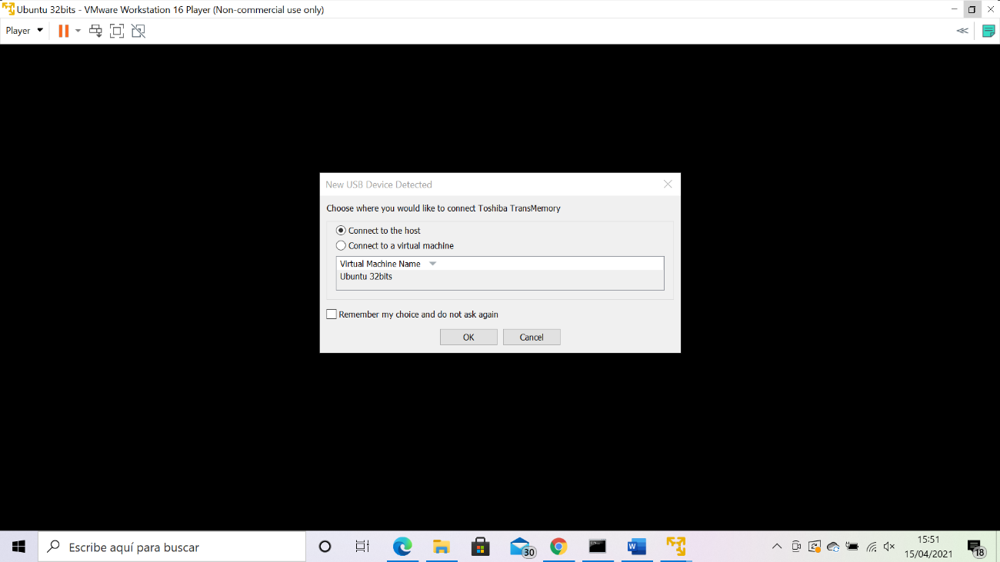 Ubuntu 32bits - VMware Workstation 16 Player (Non-commercial use only)
Player
New USB Device Detected
Choose where you would like to connect Toshiba TransMemory
Connect to the host
Connect to a virtual machine
Virtual Machine Name
Ubuntu 32bits
Remember my choice and do not ask again
OK Cancel
Escribe aquí para buscar
30
W
15:51
15/04/2021
18